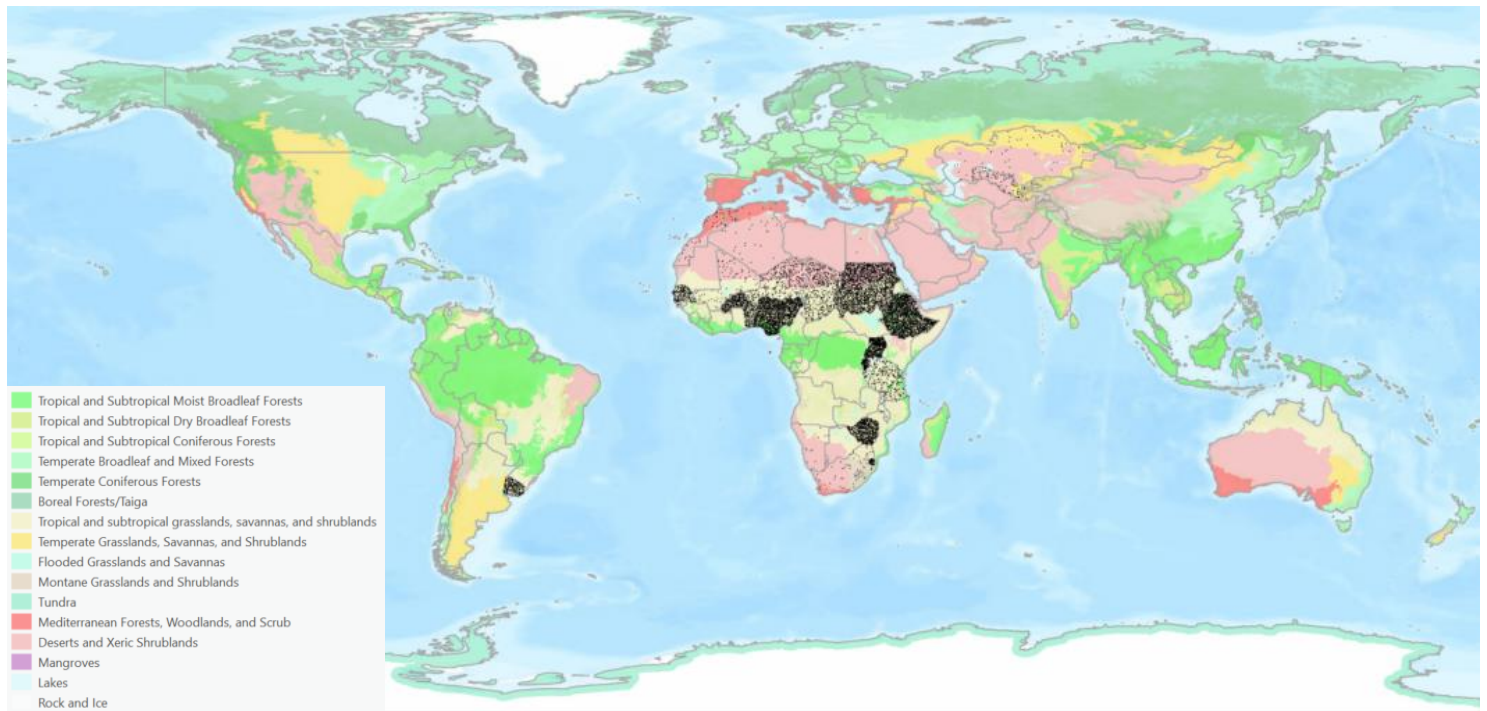 Tropical and Subtropical Moist Broadleaf Forests
Tropical and Subtropical Dry Broadleaf Forests
Tropical and Subtropical Coniferous Forests
Temperate Broadleaf and Mixed Forests
Temperate Coniferous Forests
Boreal Forests/Taiga
Tropical and subtropical grasslands, savannas, and shrublands
Temperate Grasslands, Savannas, and Shrublands
Flooded Grasslands and Savannas
Montane Grasslands and Shrublands
Tundra
Mediterranean Forests, Woodlands, and Scrub
Deserts and Xeric Shrublands
Mangroves
Lakes
Rock and Ice